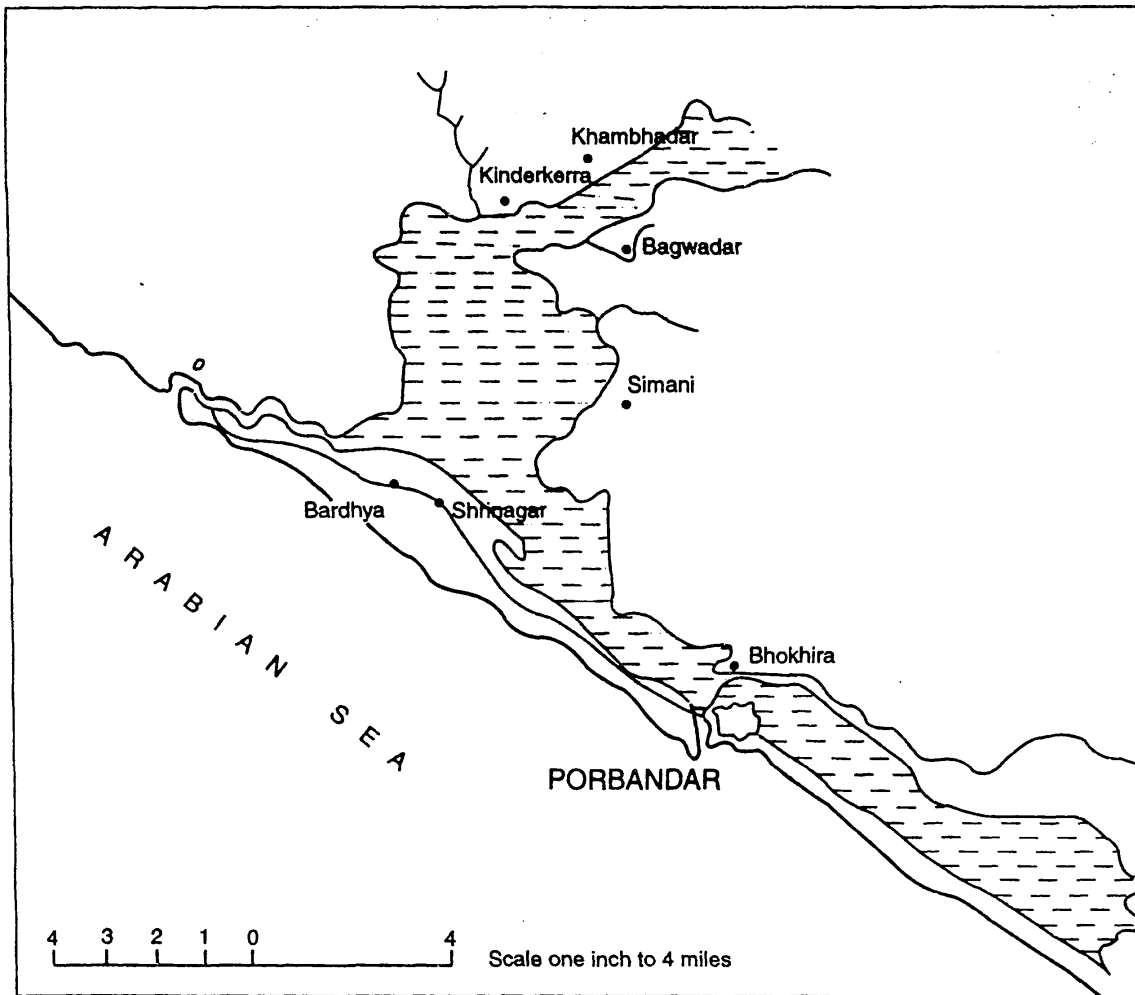 Khambhadar
Kinderkerra
Bagwadar
Simani
Bardhya
Shrinagar
ARABIAN SEA
Bhokhira
PORBANDAR
4 3 2 1 0 4
Scale one inch to 4 miles